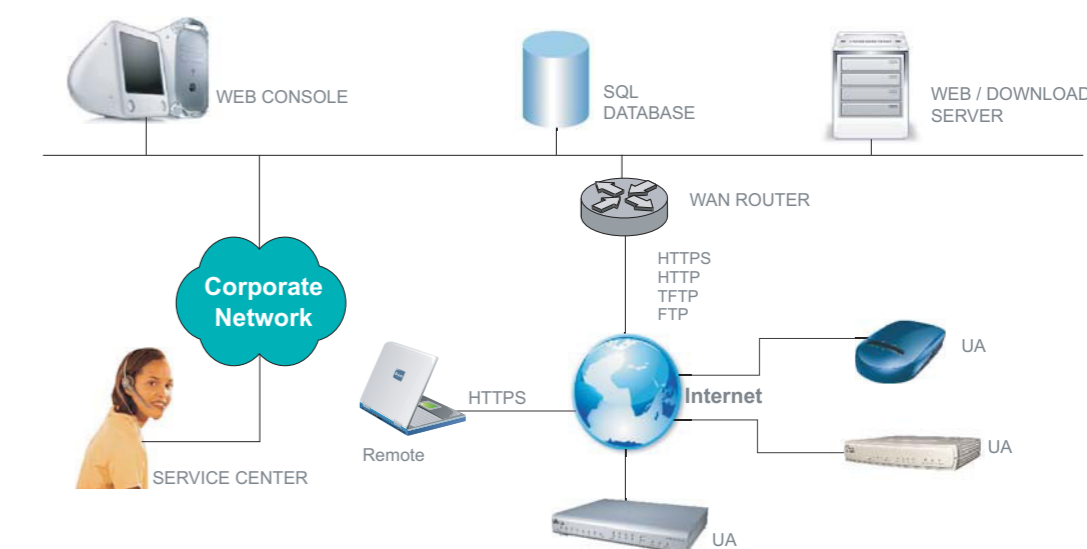 WEB CONSOLE
SQL
DATABASE
WEB / DOWNLOAD
SERVER
WAN ROUTER
HTTPS
HTTP
TFTP
FTP
Corporate
Network
UA
Internet
HTTPS
Remote
UA
SERVICE CENTER
UA